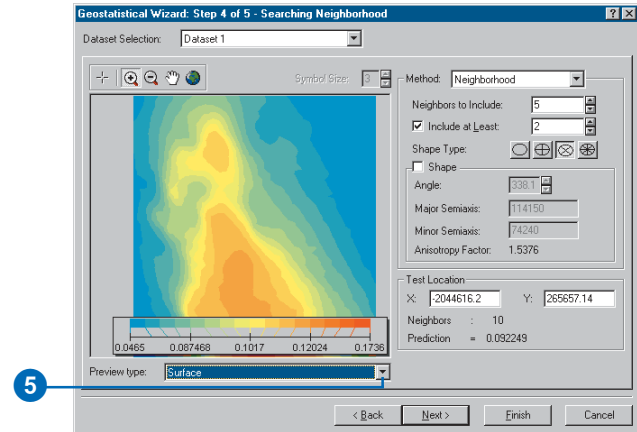 Geostatistical Wizard: Step 4 of 5 - Searching Neighborhood
Dataset Selection: Dataset 1
Symbol Size: 3
Method: Neighborhood
Neighbors to Include: 5
Include at Least: 2
Shape Type:
Shape
Angle: 338.1
Major Semiaxis: 114150
Minor Semiaxis: 74240
Anisotropy Factor: 1.5376
Test Location
X: -2044616.2 Y: 265657.14
Neighbors : 10
Prediction = 0.092249
0.0465 0.087468 0.1017 0.12024 0.1736
Preview type: Surface
5
< Back Next > Finish Cancel